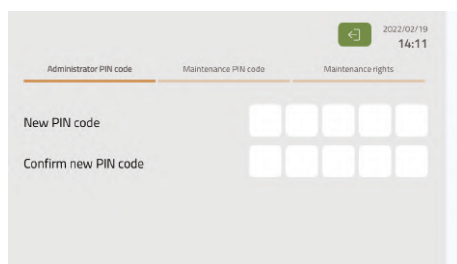 2022/02/19
14:11
Administrator PIN code
Maintenance PIN code
Maintenance rights
New PIN code
Confirm new PIN code